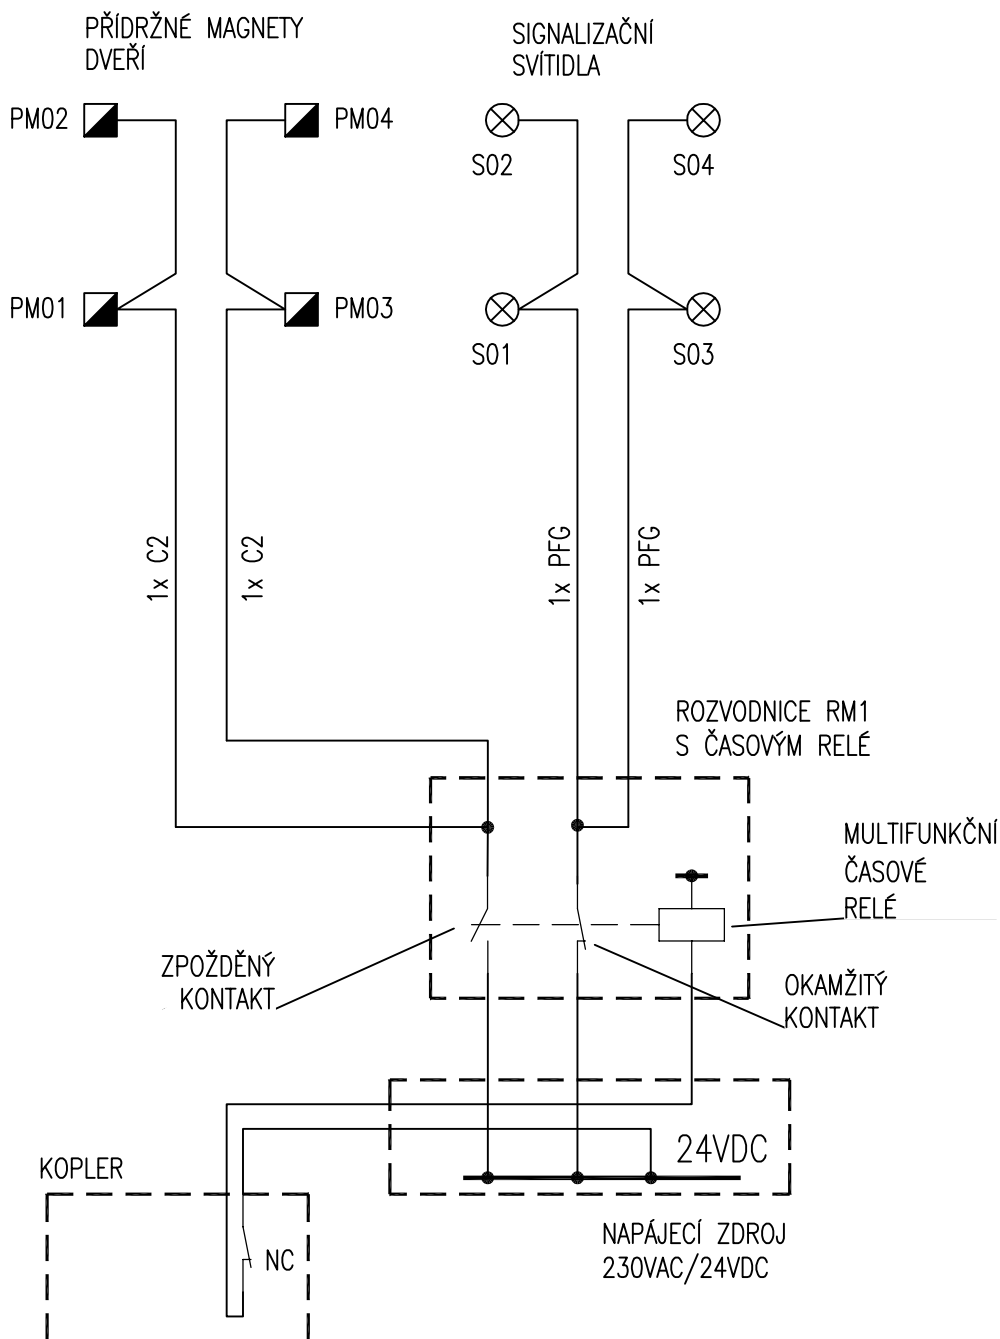 PŘÍDRŽNÉ MAGNETY
DVEŘÍ
SIGNALIZAČNÍ
SVÍTIDLA
PM02
PM04
S02
S04
PM01
PM03
S01
S03
1x C2
1x C2
1x PFG
1x PFG
ROZVODNICE RM1
S ČASOVÝM RELÉ
MULTIFUNKČNÍ
ČASOVÉ
RELÉ
ZPOŽDĚNÝ
KONTAKT
OKAMŽITÝ
KONTAKT
24VDC
KOPLER
NAPÁJECÍ ZDROJ
230VAC/24VDC
NC